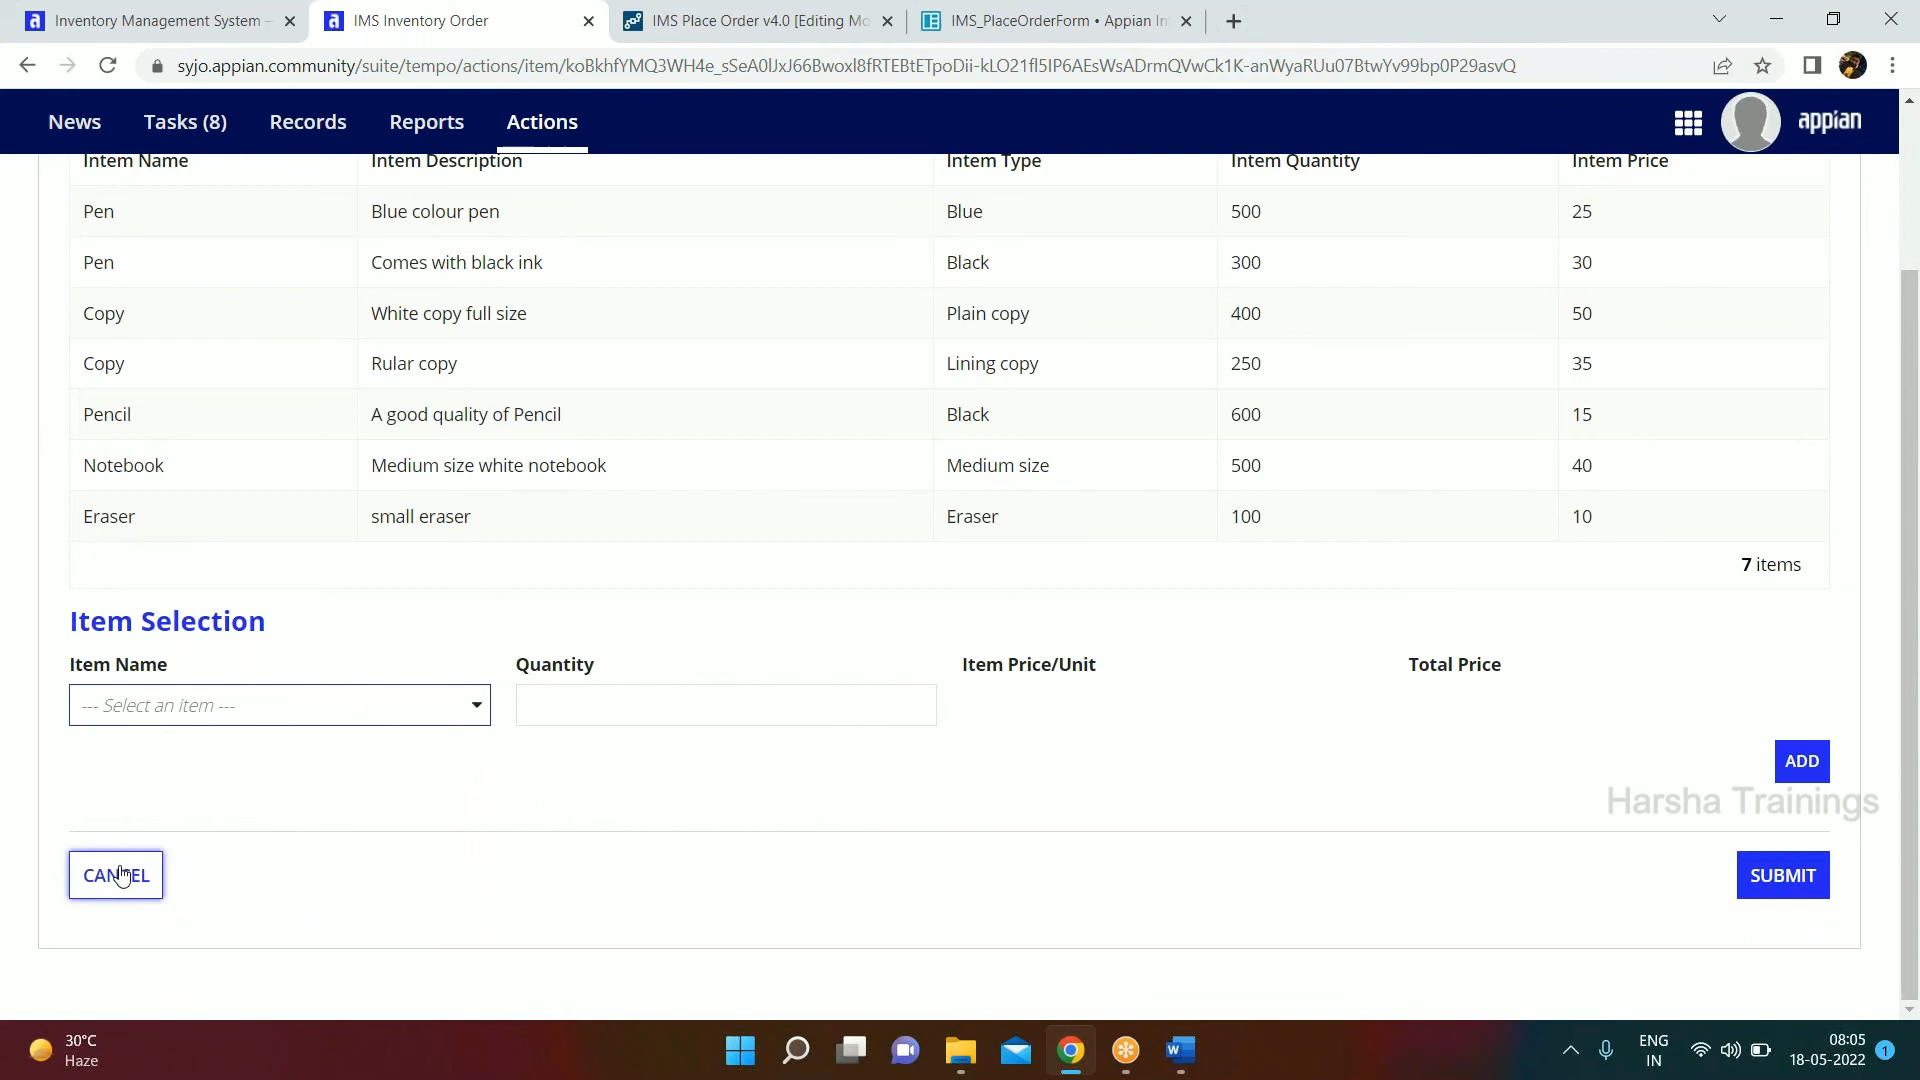 Inventory Management System -
IMS Inventory Order
IMS Place Order v4.0 [Editing Mo
IMS_PlaceOrderForm • Appian In
syjo.appian.community/suite/tempo/actions/item/koBkhfYMQ3WH4e_sSeA0lJxJ66Bwoxl8fRTEBtETpoDii-kLO21fl5IP6AEsWsADrmQVwCk1K-anWyaRUu07BtwYv99bp0P29asvQ
News Tasks (8) Records Reports Actions appian
Intem Name Intem Description Intem Type Intem Quantity Intem Price
Pen Blue colour pen Blue 500 25
Pen Comes with black ink Black 300 30
Copy White copy full size Plain copy 400 50
Copy Rular copy Lining copy 250 35
Pencil A good quality of Pencil Black 600 15
Notebook Medium size white notebook Medium size 500 40
Eraser small eraser Eraser 100 10
7 items
Item Selection
Item Name Quantity Item Price/Unit Total Price
--- Select an item ---
ADD
Harsha Trainings
CANCEL SUBMIT
30°C
Haze
ENG
IN
08:05
18-05-2022
1